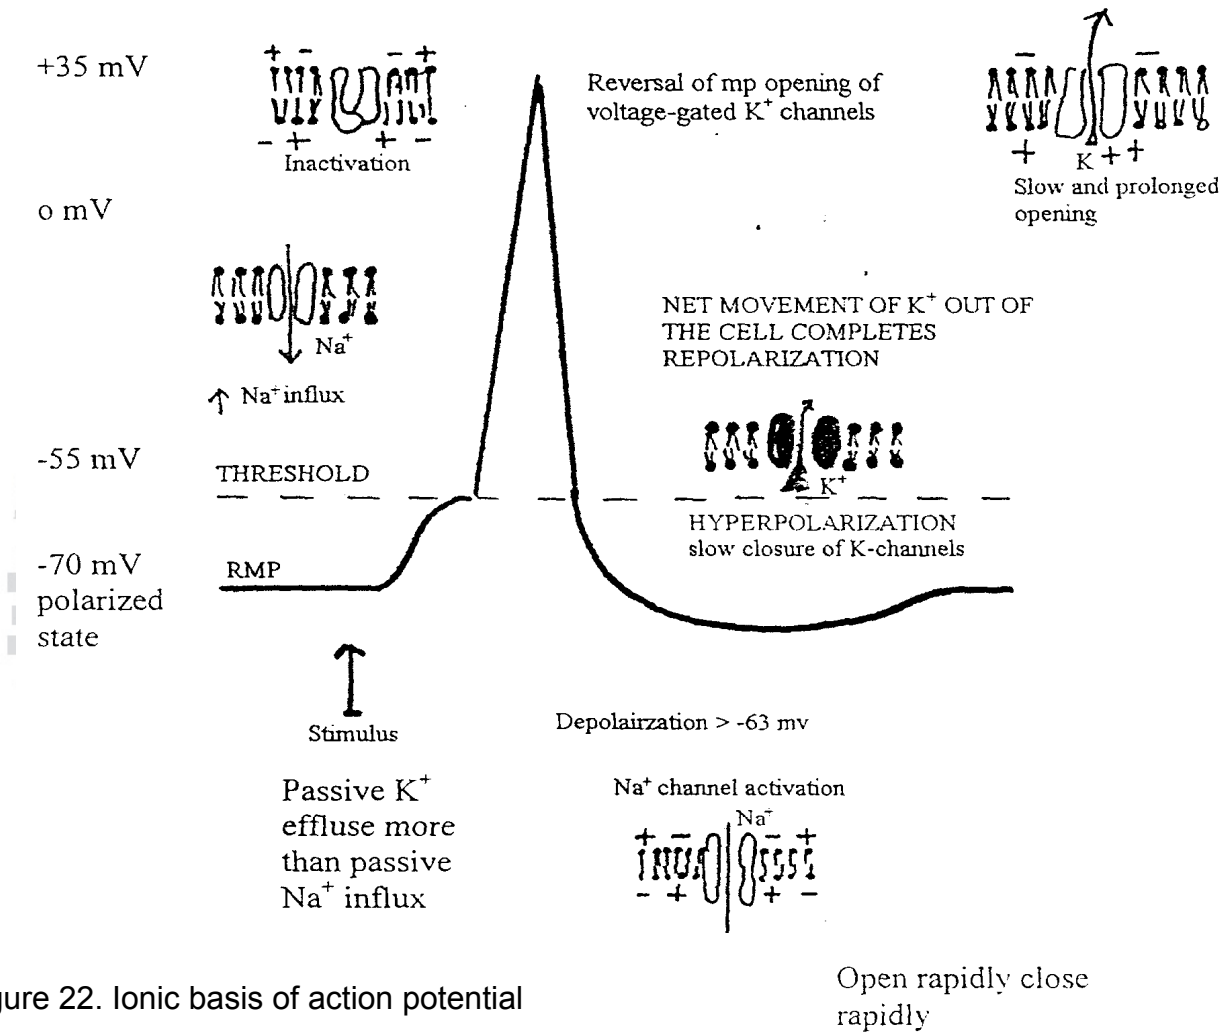 +35 mV
+ − − +
− + + −
Inactivation
Reversal of mp opening of
voltage-gated K⁺ channels
− −
+ K + +
Slow and prolonged
opening
o mV
Na⁺
↑ Na⁺influx
NET MOVEMENT OF K⁺ OUT OF
THE CELL COMPLETES
REPOLARIZATION
K⁺
-55 mV
THRESHOLD
HYPERPOLARIZATION
slow closure of K-channels
-70 mV
polarized
state
RMP
Stimulus
Depolairzation > -63 mv
Passive K⁺
effluse more
than passive
Na⁺ influx
Na⁺ channel activation
Na⁺
+ − − +
− + + −
Open rapidly close
rapidly
gure 22. Ionic basis of action potential